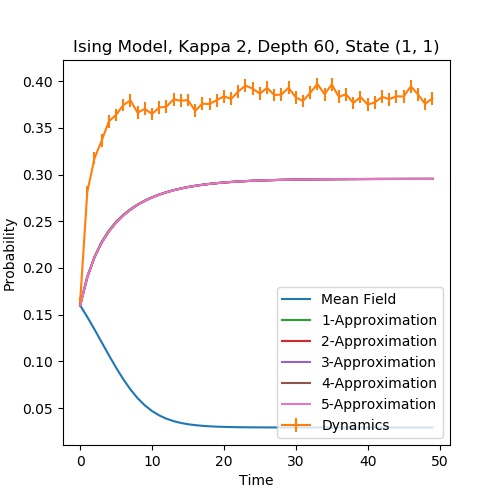 Ising Model, Kappa 2, Depth 60, State (1, 1)
0.40
0.35
0.30
0.25
0.20
0.15
0.10
0.05
Probability
Mean Field
1-Approximation
2-Approximation
3-Approximation
4-Approximation
5-Approximation
Dynamics
0 10 20 30 40 50
Time